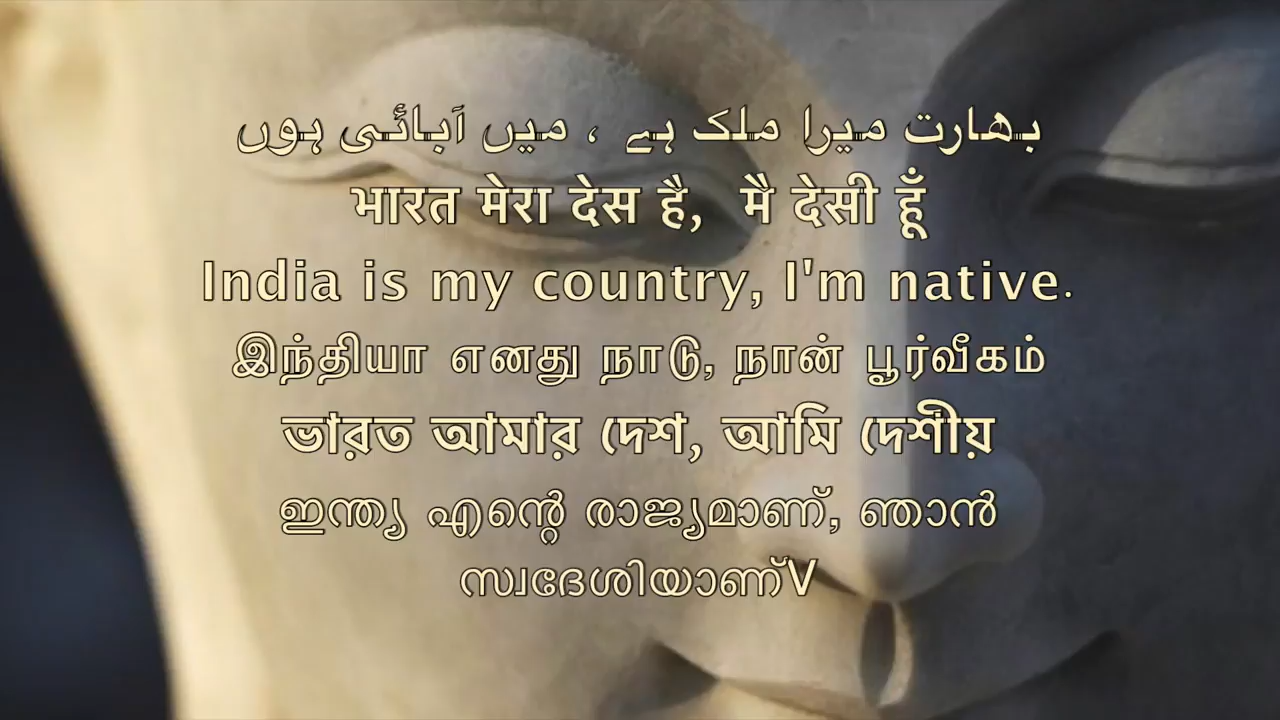 بھارت میرا ملک ہے ، میں آبائی ہوں
भारत मेरा देस है, मै देसी हूँ
India is my country, I'm native.
இந்தியா எனது நாடு, நான் பூர்வீகம்
ভারত আমার দেশ, আমি দেশীয়
ഇന്ത്യ എന്റെ രാജ്യമാണ്, ഞാൻ
സ്വദേശിയാണ്V